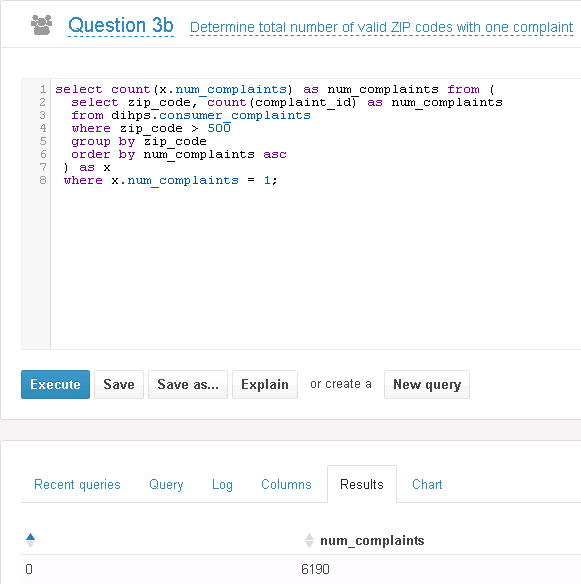 Question 3b Determine total number of valid ZIP codes with one complaint
1 select count(x.num_complaints) as num_complaints from (
2 select zip_code, count(complaint_id) as num_complaints
3 from dihps.consumer_complaints
4 where zip_code > 500
5 group by zip_code
6 order by num_complaints asc
7 ) as x
8 where x.num_complaints = 1;
Execute Save Save as... Explain or create a New query
Recent queries Query Log Columns Results Chart
num_complaints
0 6190